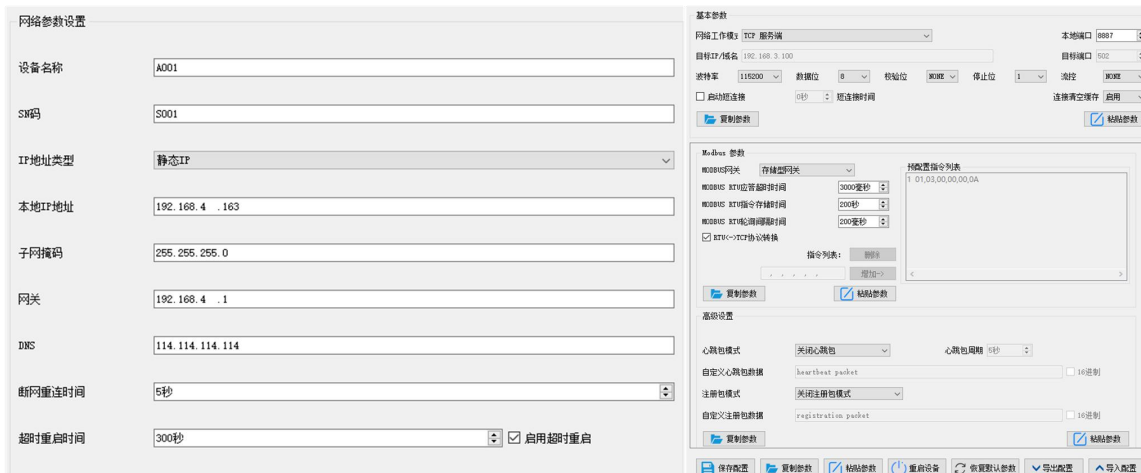 网络参数设置
设备名称 A001
SN码 S001
IP地址类型 静态IP
本地IP地址 192.168.4 .163
子网掩码 255.255.255.0
网关 192.168.4 .1
DNS 114.114.114.114
断网重连时间 5秒
超时重启时间 300秒 启用超时重启
基本参数
网络工作模式 TCP 服务端 本地端口 8887
目标IP/域名 192.168.3.100 目标端口 502
波特率 115200 数据位 8 校验位 NONE 停止位 1 流控 NONE
启动短连接 0秒 短连接时间 连接清空缓存 启用
复制参数 粘贴参数
Modbus 参数
MODBUS网关 存储型网关
MODBUS RTU应答超时时间 3000毫秒
MODBUS RTU指令存储时间 200秒
MODBUS RTU轮询间隔时间 200毫秒
RTU<->TCP协议转换
指令列表: 删除
, , , , , 增加->
预配置指令列表
1 01,03,00,00,00,0A
复制参数 粘贴参数
高级设置
心跳包模式 关闭心跳包 心跳包周期 5秒
自定义心跳包数据 heartbeat packet 16进制
注册包模式 关闭注册包模式
自定义注册包数据 registration packet 16进制
复制参数 粘贴参数
保存配置 复制参数 粘贴参数 重启设备 恢复默认参数 导出配置 导入配置